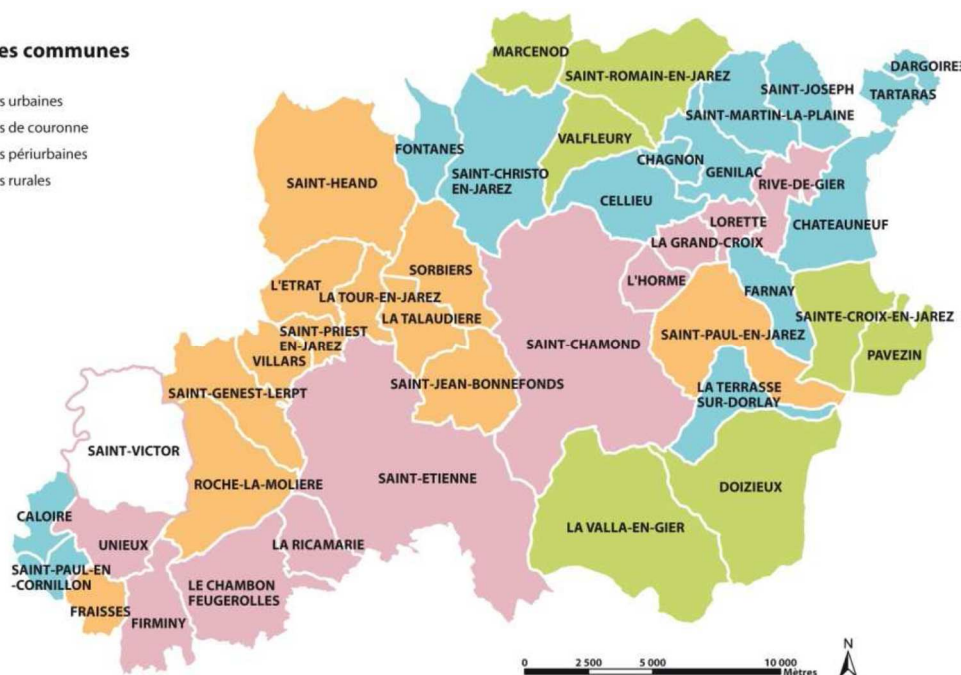 es communes
s urbaines
s de couronne
s périurbaines
s rurales
MARCENOD
SAINT-ROMAIN-EN-JAREZ
DARGOIRE
TARTARAS
SAINT-JOSEPH
SAINT-MARTIN-LA-PLAINE
VALFLEURY
FONTANES
CHAGNON
SAINT-CHRISTO
EN-JAREZ
GENILAC
SAINT-HEAND
RIVE-DE-GIER
CELLIEU
LORETTE
CHATEAUNEUF
LA GRAND-CROIX
SORBIERS
L'HORME
L'ETRAT
FARNAY
LA TOUR-EN-JAREZ
LA TALAUDIERE
SAINTE-CROIX-EN-JAREZ
SAINT-PRIEST
EN-JAREZ
SAINT-PAUL-EN-JAREZ
SAINT-CHAMOND
PAVEZIN
VILLARS
SAINT-JEAN-BONNEFONDS
LA TERRASSE
SUR-DORLAY
SAINT-GENEST-LERPT
SAINT-VICTOR
SAINT-ETIENNE
ROCHE-LA-MOLIERE
DOIZIEUX
CALOIRE
LA VALLA-EN-GIER
UNIEUX
LA RICAMARIE
SAINT-PAUL-EN
-CORNILLON
LE CHAMBON
FEUGEROLLES
FRAISSES
FIRMINY
N
0 2 500 5 000 10 000
Mètres